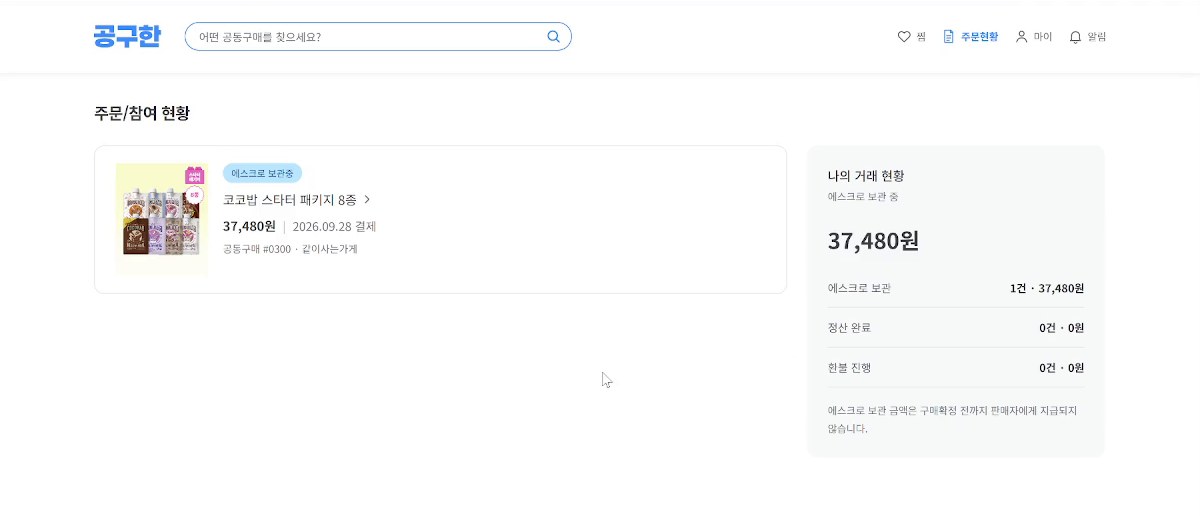 공구한
어떤 공동구매를 찾으세요?
찜
주문현황
마이
알림
주문/참여 현황
에스크로 보관중
코코밥 스타터 패키지 8종
37,480원 | 2026.09.28 결제
공동구매 #0300 · 같이사는가게
나의 거래 현황
에스크로 보관 중
37,480원
에스크로 보관 1건 · 37,480원
정산 완료 0건 · 0원
환불 진행 0건 · 0원
에스크로 보관 금액은 구매확정 전까지 판매자에게 지급되지
않습니다.